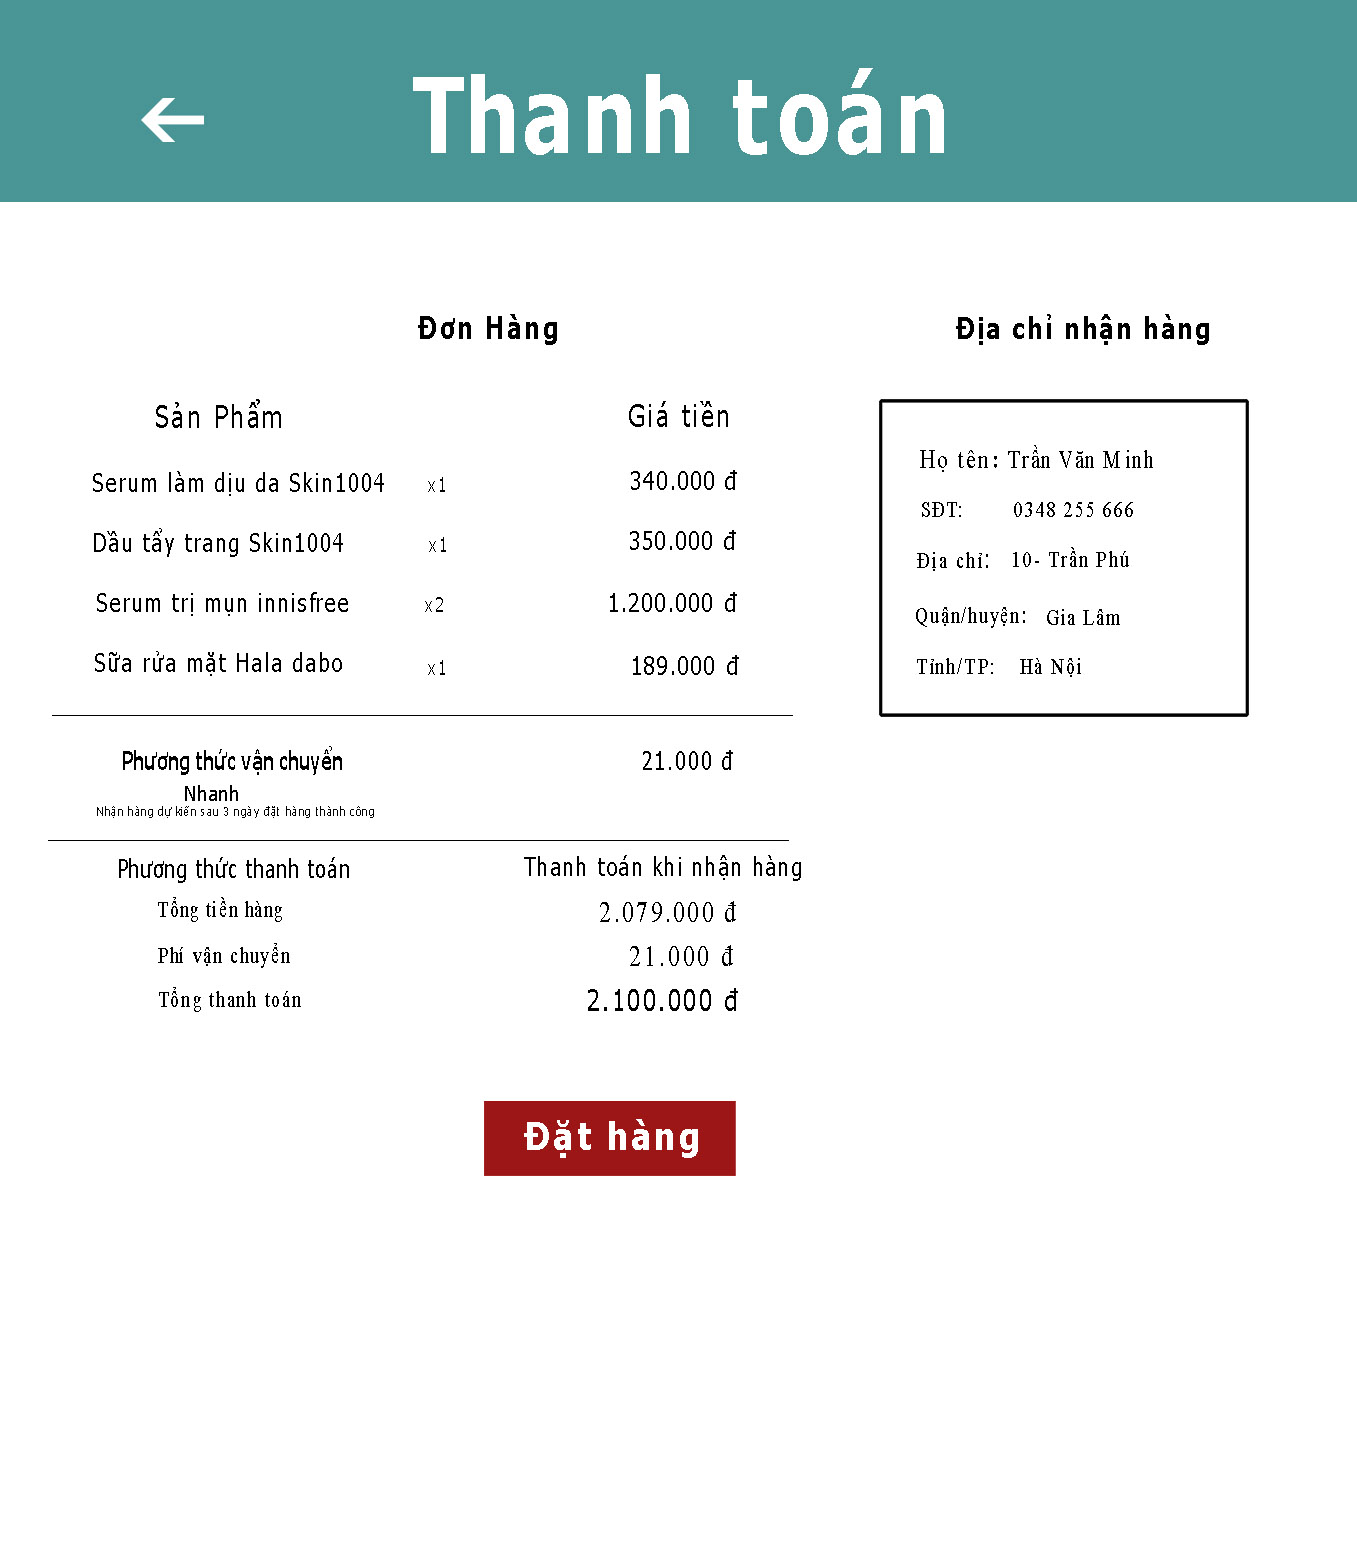 Thanh toán
Đơn Hàng
Sản Phẩm Giá tiền
Serum làm dịu da Skin1004 x1 340.000 đ
Dầu tẩy trang Skin1004 x1 350.000 đ
Serum trị mụn innisfree x2 1.200.000 đ
Sữa rửa mặt Hala dabo x1 189.000 đ
Phương thức vận chuyển 21.000 đ
Nhanh
Nhận hàng dự kiến sau 3 ngày đặt hàng thành công
Phương thức thanh toán Thanh toán khi nhận hàng
Tổng tiền hàng 2.079.000 đ
Phí vận chuyển 21.000 đ
Tổng thanh toán 2.100.000 đ
Đặt hàng
Địa chỉ nhận hàng
Họ tên: Trần Văn Minh
SĐT: 0348 255 666
Địa chỉ: 10- Trần Phú
Quận/huyện: Gia Lâm
Tỉnh/TP: Hà Nội